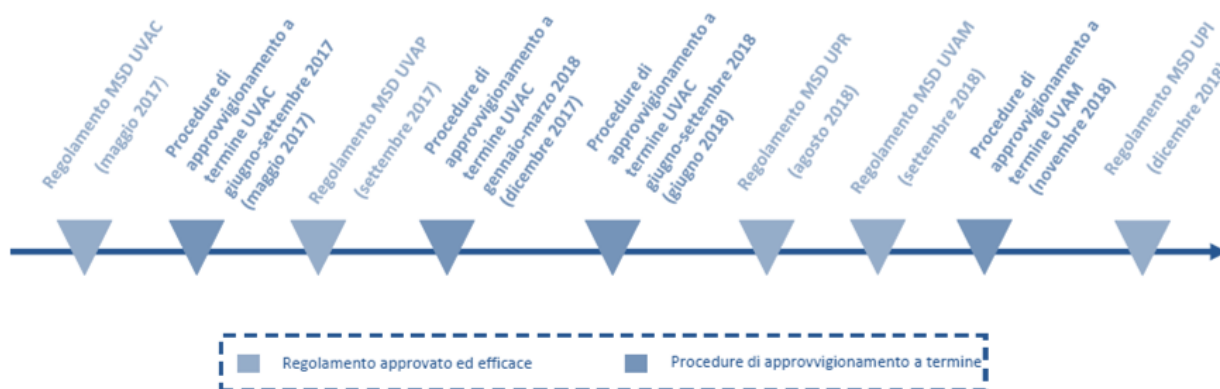 Regolamento MSD UVAC
(maggio 2017)
Procedure di
approvvigionamento a
termine UVAC
giugno-settembre 2017
(maggio 2017)
Regolamento MSD UVAP
(settembre 2017)
Procedure di
approvvigionamento a
termine UVAC
gennaio-marzo 2018
(dicembre 2017)
Procedure di
approvvigionamento a
termine UVAC
giugno-settembre 2018
(giugno 2018)
Regolamento MSD UPR
(agosto 2018)
Regolamento MSD UVAM
(settembre 2018)
Procedure di
approvvigionamento a
termine UVAM
(novembre 2018)
Regolamento MSD UPI
(dicembre 2018)
Regolamento approvato ed efficace
Procedure di approvvigionamento a termine